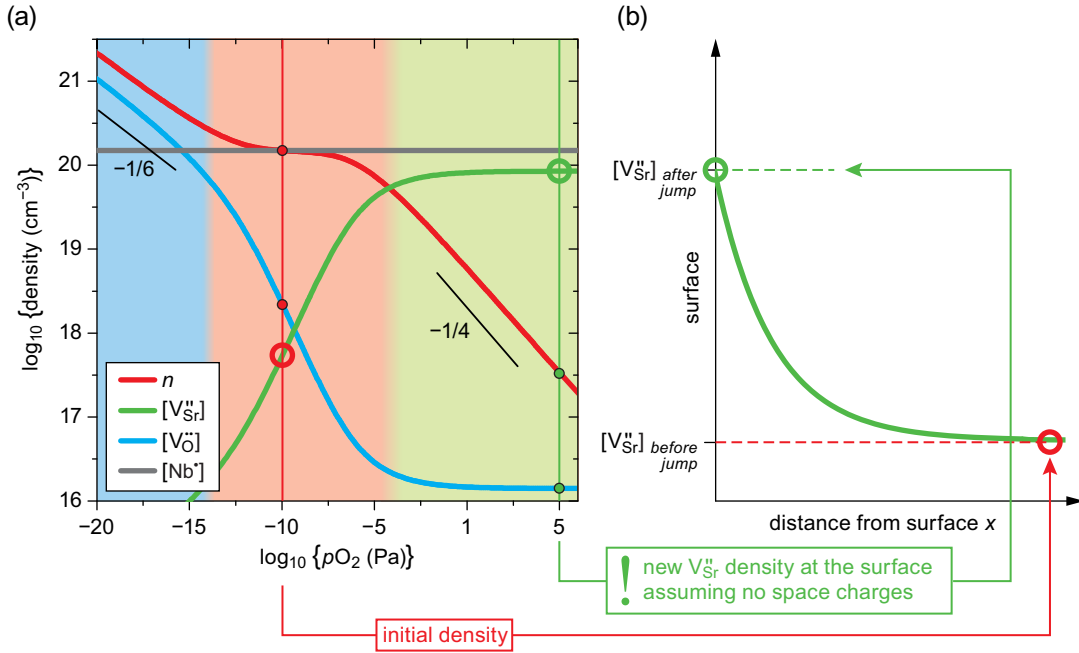 (a)
log₁₀ {density (cm⁻³)}
21
20
19
18
17
16
−1/6
−1/4
n
[V″Sr]
[V••O]
[Nb•]
−20
−15
−10
−5
1
5
log₁₀ {pO₂ (Pa)}
(b)
[V″Sr] after
jump
surface
[V″Sr] before
jump
distance from surface x
! new V″Sr density at the surface
assuming no space charges
initial density